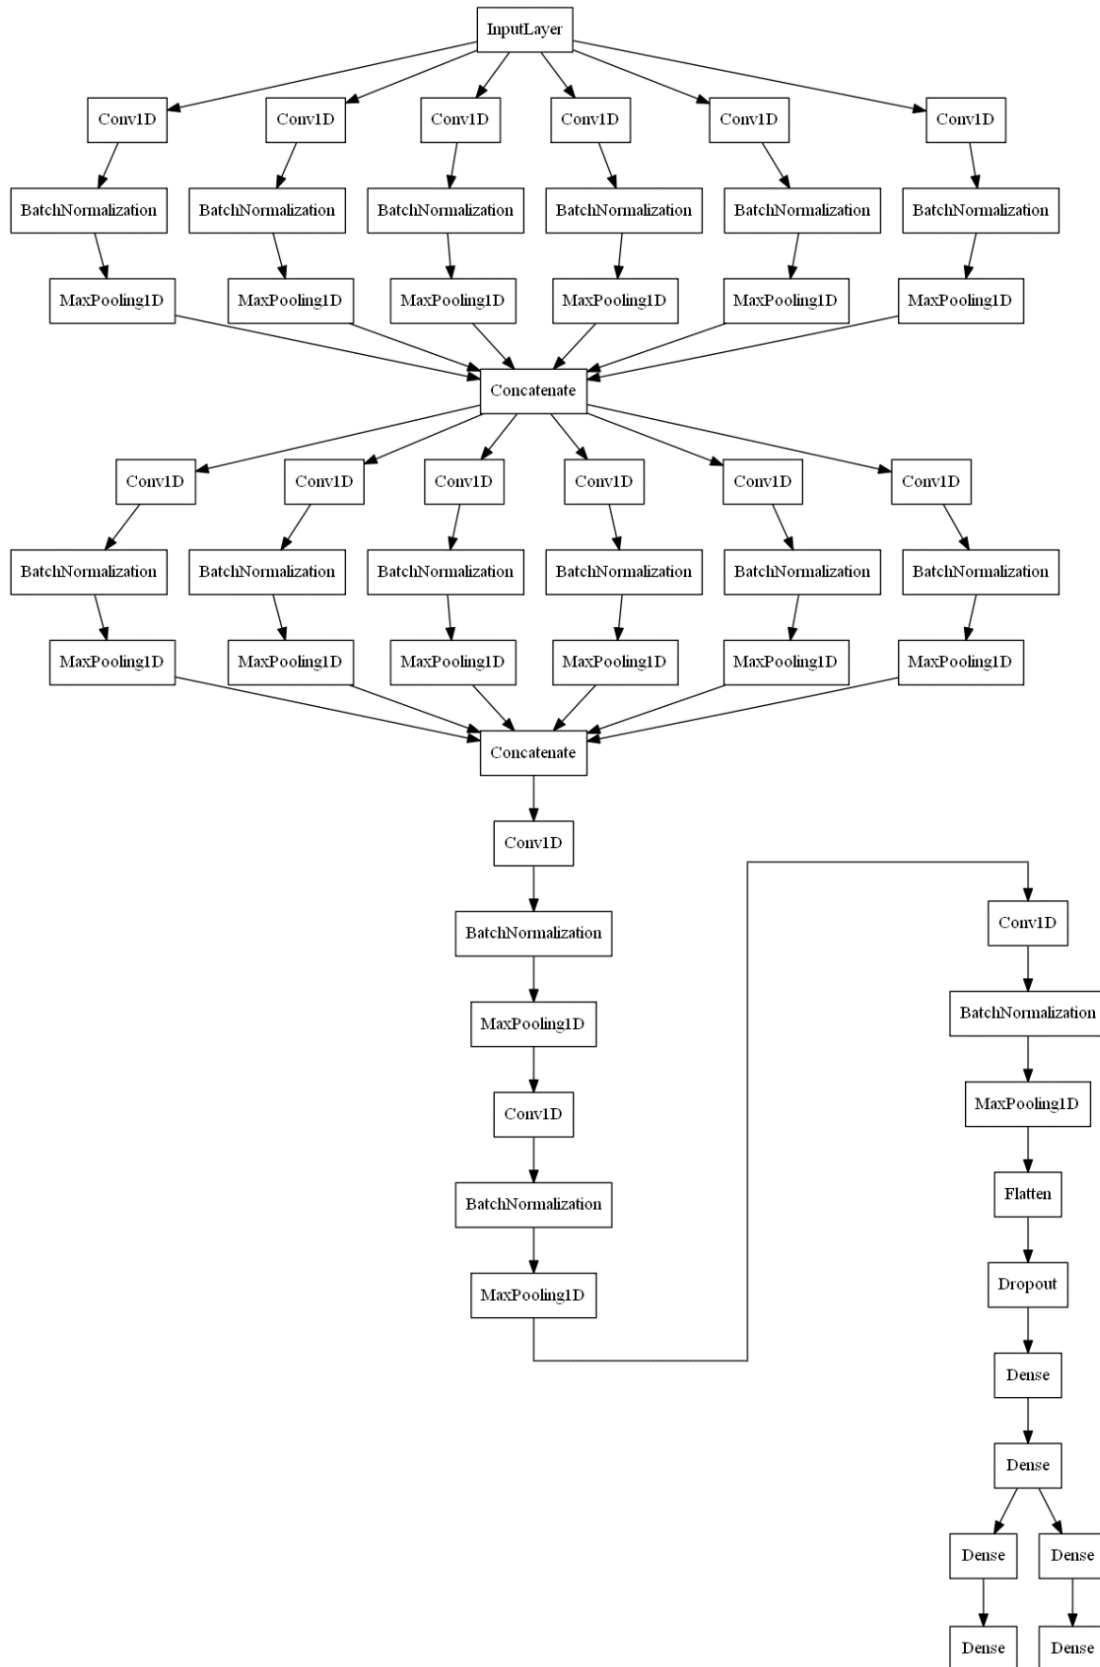 InputLayer
Conv1D Conv1D Conv1D Conv1D Conv1D Conv1D
BatchNormalization BatchNormalization BatchNormalization BatchNormalization BatchNormalization BatchNormalization
MaxPooling1D MaxPooling1D MaxPooling1D MaxPooling1D MaxPooling1D MaxPooling1D
Concatenate
Conv1D Conv1D Conv1D Conv1D Conv1D Conv1D
BatchNormalization BatchNormalization BatchNormalization BatchNormalization BatchNormalization BatchNormalization
MaxPooling1D MaxPooling1D MaxPooling1D MaxPooling1D MaxPooling1D MaxPooling1D
Concatenate
Conv1D
BatchNormalization
MaxPooling1D
Conv1D
BatchNormalization
MaxPooling1D
Conv1D
BatchNormalization
MaxPooling1D
Flatten
Dropout
Dense
Dense
Dense Dense
Dense Dense